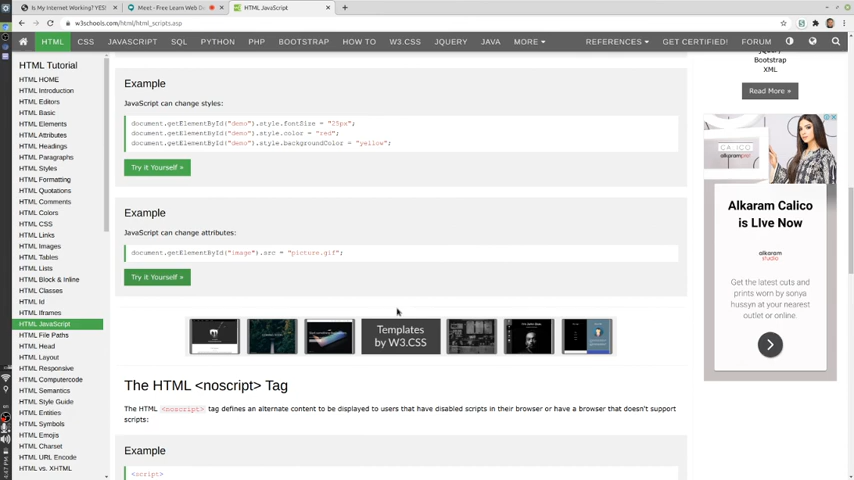 Is My Internet Working? YES!
Meet - Free Learn Web De
HTML JavaScript
w3schools.com/html/html_scripts.asp
HTML
CSS
JAVASCRIPT
SQL
PYTHON
PHP
BOOTSTRAP
HOW TO
W3.CSS
JQUERY
JAVA
MORE
REFERENCES
GET CERTIFIED!
FORUM
HTML Tutorial
HTML HOME
HTML Introduction
HTML Editors
HTML Basic
HTML Elements
HTML Attributes
HTML Headings
HTML Paragraphs
HTML Styles
HTML Formatting
HTML Quotations
HTML Comments
HTML Colors
HTML CSS
HTML Links
HTML Images
HTML Tables
HTML Lists
HTML Block & Inline
HTML Classes
HTML Id
HTML Iframes
HTML JavaScript
HTML File Paths
HTML Head
HTML Layout
HTML Responsive
HTML Computercode
HTML Semantics
HTML Style Guide
HTML Entities
HTML Symbols
HTML Emojis
HTML Charset
HTML URL Encode
HTML vs. XHTML
Example
JavaScript can change styles:
document.getElementById("demo").style.fontSize = "25px";
document.getElementById("demo").style.color = "red";
document.getElementById("demo").style.backgroundColor = "yellow";
Try it Yourself »
Example
JavaScript can change attributes:
document.getElementById("image").src = "picture.gif";
Try it Yourself »
Templates
by W3.CSS
The HTML <noscript> Tag
The HTML <noscript> tag defines an alternate content to be displayed to users that have disabled scripts in their browser or have a browser that doesn't support
scripts:
Example
<script>
jQuery
Bootstrap
XML
Read More »
CA.ICO
alkaram
Alkaram Calico
is LIve Now
alkaram
studio
Get the latest cuts and
prints worn by sonya
hussyn at your nearest
outlet or online.
4:47 PM